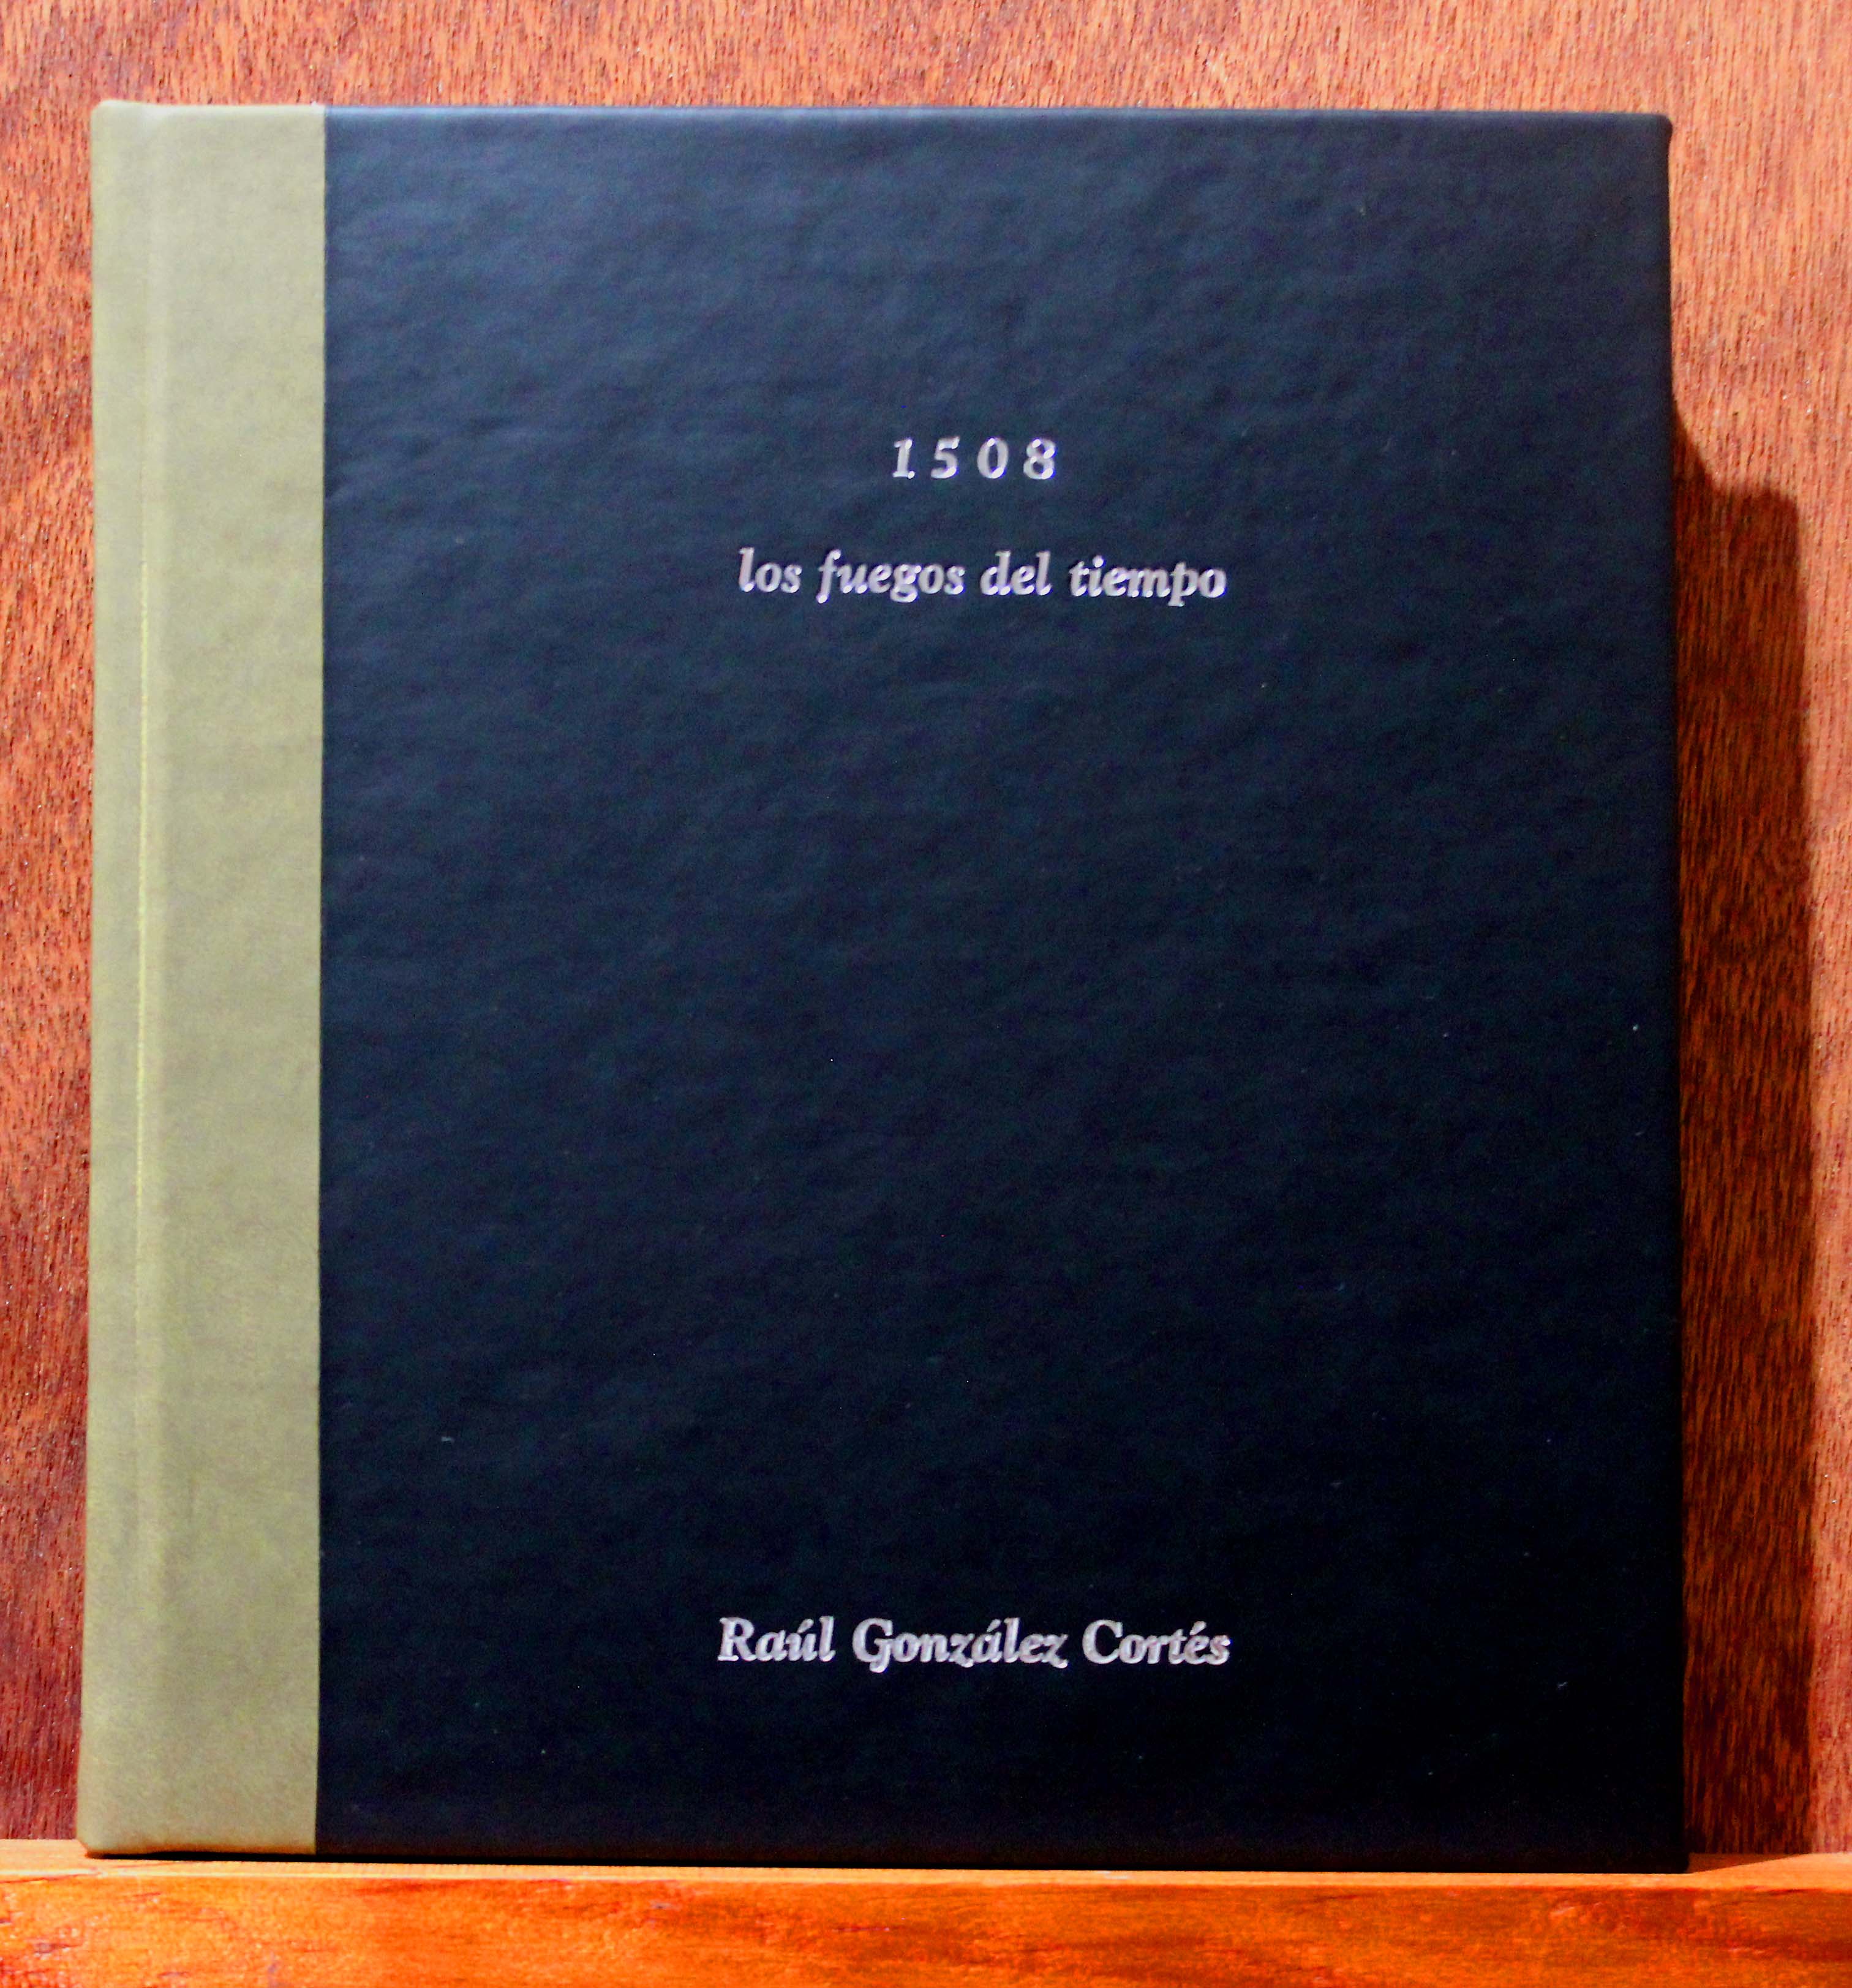 1508
los fuegos del tiempo
Raúl González Cortés